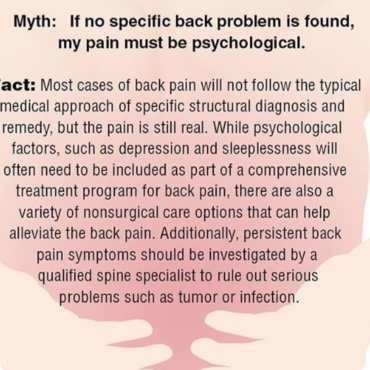 Myth: If no specific back problem is found,
my pain must be psychological.
act: Most cases of back pain will not follow the typical
medical approach of specific structural diagnosis and
remedy, but the pain is still real. While psychological
factors, such as depression and sleeplessness will
often need to be included as part of a comprehensive
treatment program for back pain, there are also a
variety of nonsurgical care options that can help
alleviate the back pain. Additionally, persistent back
pain symptoms should be investigated by a
qualified spine specialist to rule out serious
problems such as tumor or infection.